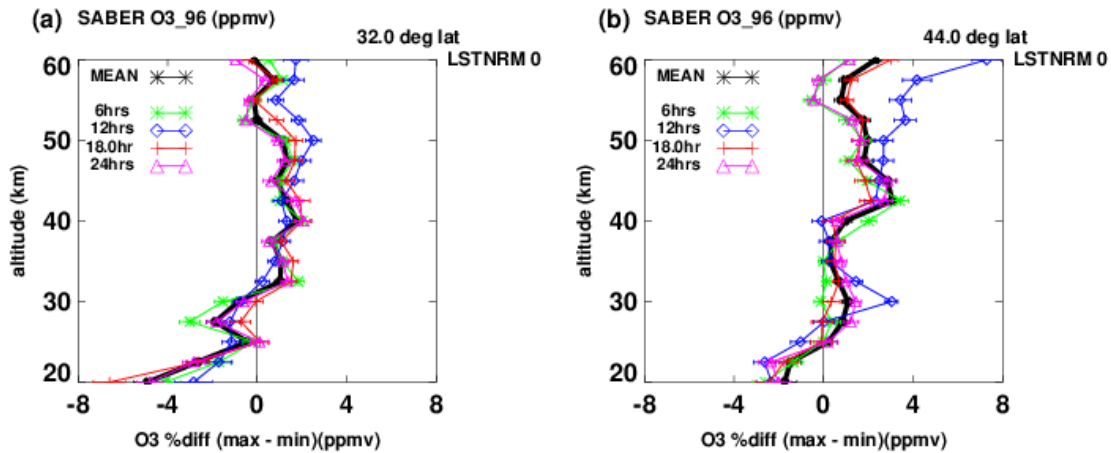 (a) SABER O3_96 (ppmv)
32.0 deg lat
LSTNRM 0
MEAN
6hrs
12hrs
18.0hr
24hrs
60
50
40
30
20
altitude (km)
-8 -4 0 4 8
O3 %diff (max - min)(ppmv)
(b) SABER O3_96 (ppmv)
44.0 deg lat
LSTNRM 0
MEAN
6hrs
12hrs
18.0hr
24hrs
60
50
40
30
20
altitude (km)
-8 -4 0 4 8
O3 %diff (max - min)(ppmv)